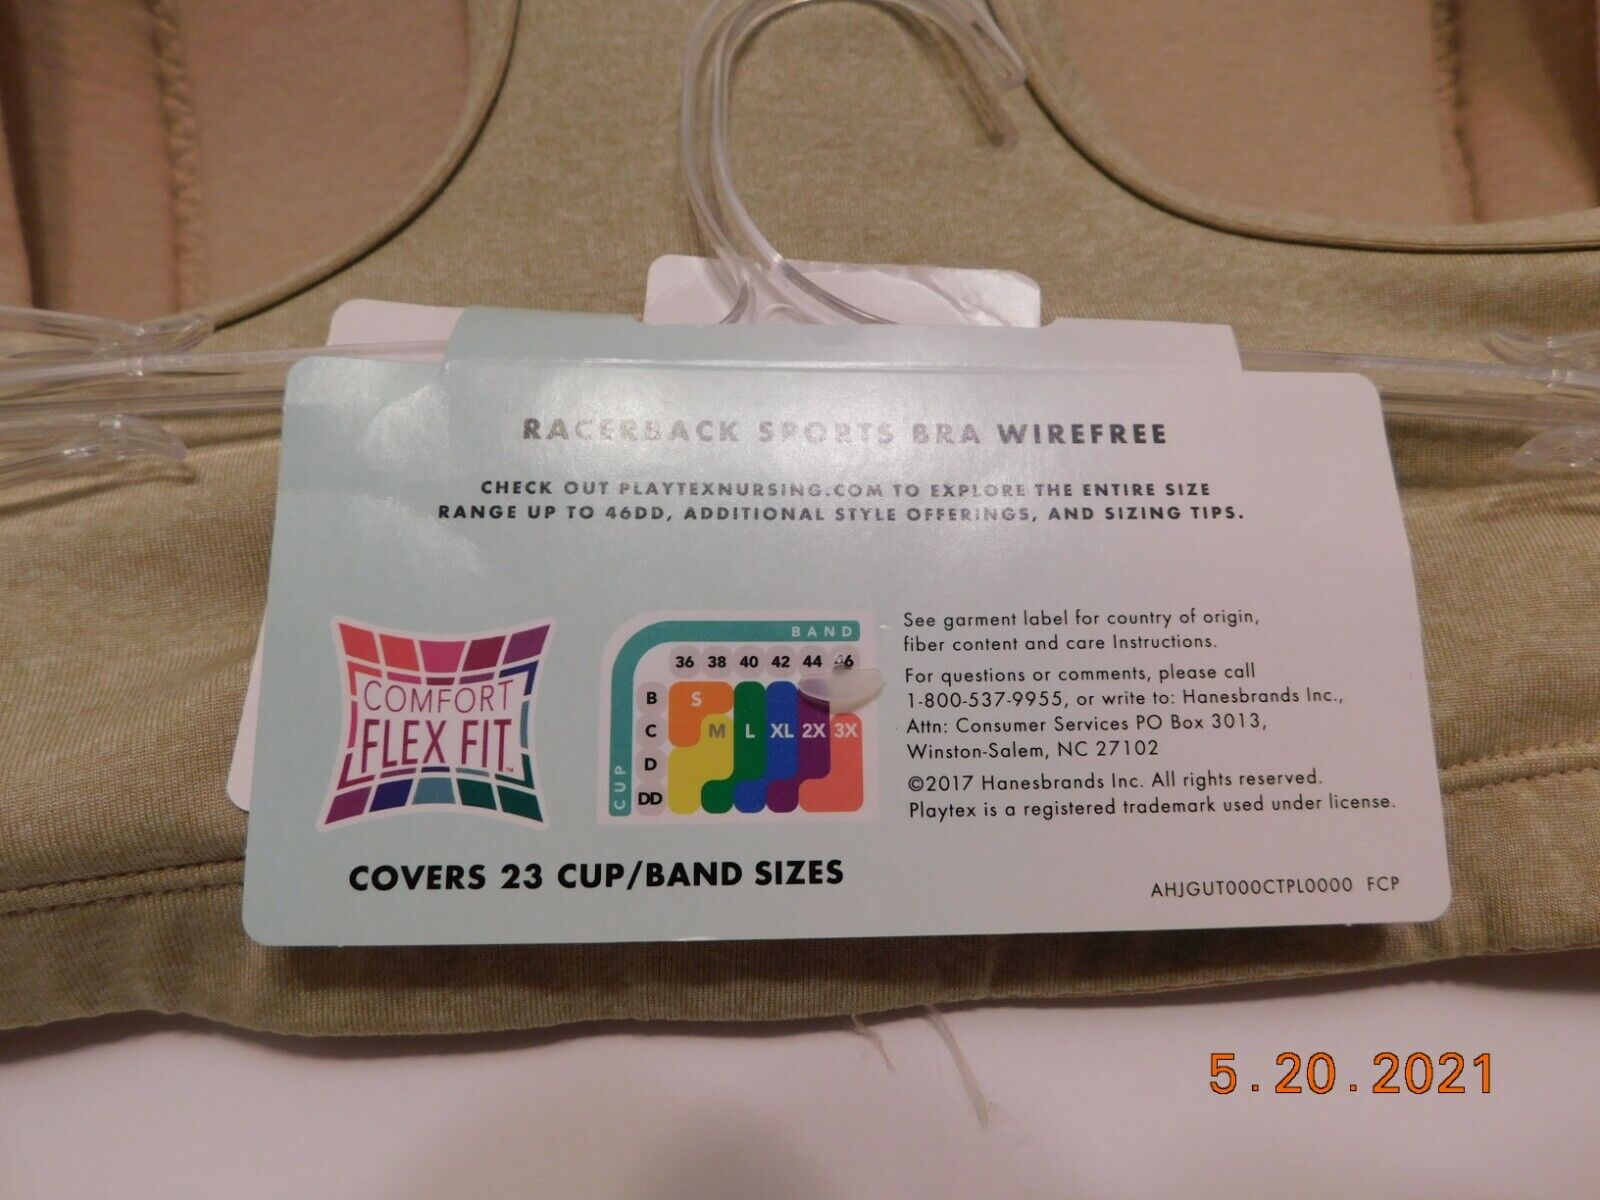 RACERBACK SPORTS BRA WIREFREE
CHECK OUT PLAYTEXNURSING.COM TO EXPLORE THE ENTIRE SIZE
RANGE UP TO 46DD, ADDITIONAL STYLE OFFERINGS, AND SIZING TIPS.
COMFORT
FLEX FIT™
BAND
36 38 40 42 44 46
CUP
B S
C M L XL 2X 3X
D
DD
COVERS 23 CUP/BAND SIZES
See garment label for country of origin,
fiber content and care Instructions.
For questions or comments, please call
1-800-537-9955, or write to: Hanesbrands Inc.,
Attn: Consumer Services PO Box 3013,
Winston-Salem, NC 27102
©2017 Hanesbrands Inc. All rights reserved.
Playtex is a registered trademark used under license.
AHJGUT000CTPL0000 FCP
5.20.2021